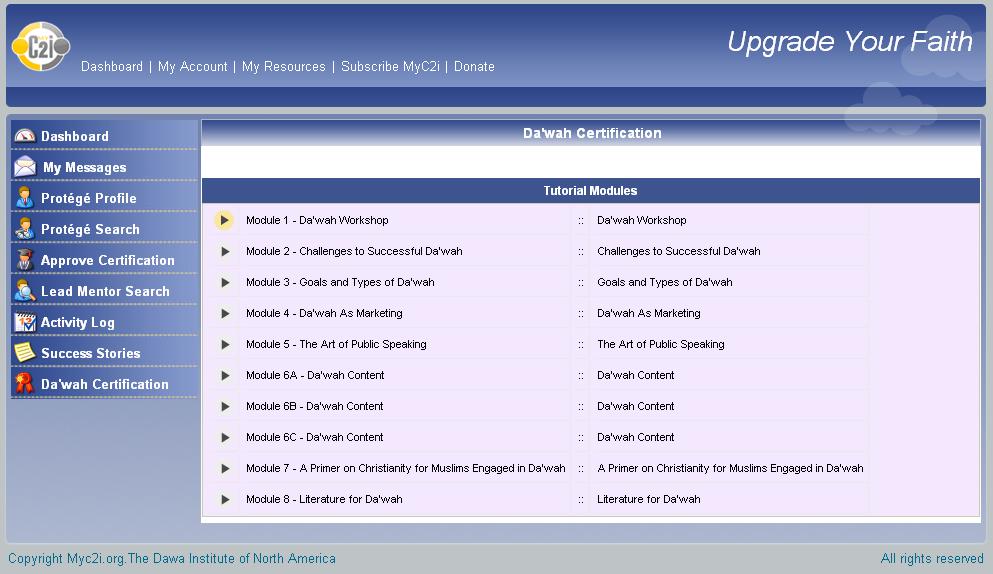 C2i
Upgrade Your Faith
Dashboard | My Account | My Resources | Subscribe MyC2i | Donate
Dashboard
My Messages
Protégé Profile
Protégé Search
Approve Certification
Lead Mentor Search
Activity Log
Success Stories
Da'wah Certification
Da'wah Certification
Tutorial Modules
Module 1 - Da'wah Workshop :: Da'wah Workshop
Module 2 - Challenges to Successful Da'wah :: Challenges to Successful Da'wah
Module 3 - Goals and Types of Da'wah :: Goals and Types of Da'wah
Module 4 - Da'wah As Marketing :: Da'wah As Marketing
Module 5 - The Art of Public Speaking :: The Art of Public Speaking
Module 6A - Da'wah Content :: Da'wah Content
Module 6B - Da'wah Content :: Da'wah Content
Module 6C - Da'wah Content :: Da'wah Content
Module 7 - A Primer on Christianity for Muslims Engaged in Da'wah :: A Primer on Christianity for Muslims Engaged in Da'wah
Module 8 - Literature for Da'wah :: Literature for Da'wah
Copyright Myc2i.org.The Dawa Institute of North America
All rights reserved